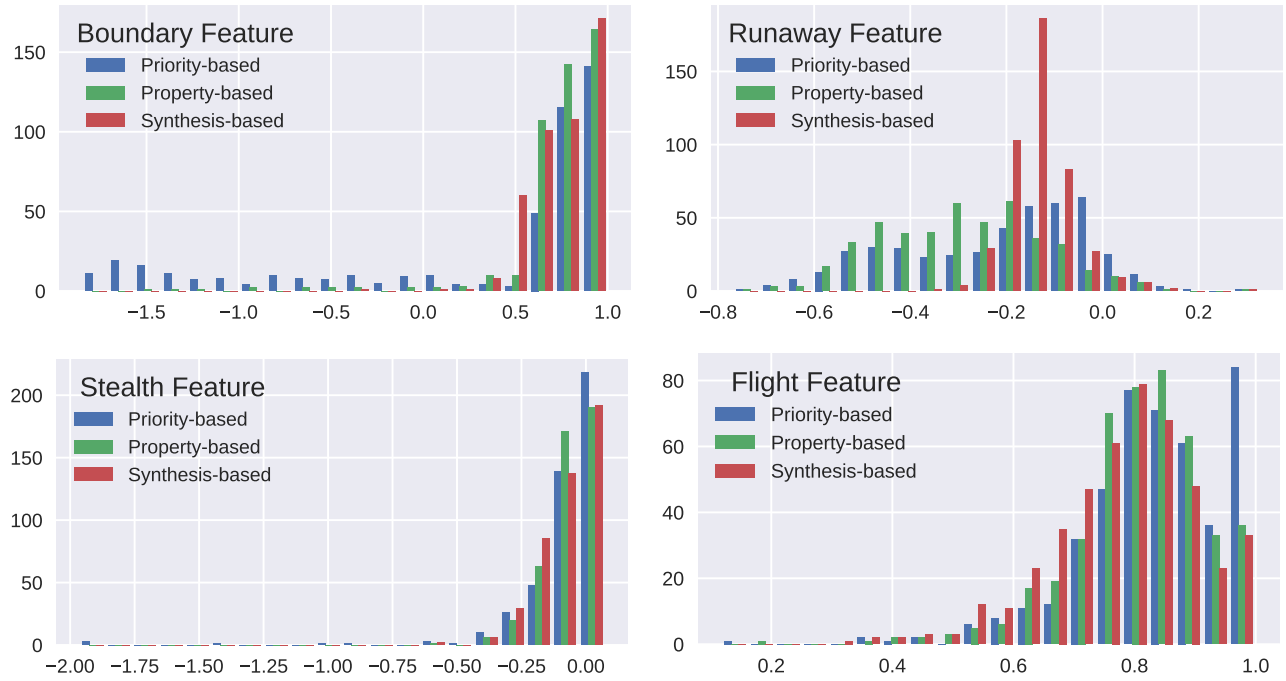 Boundary Feature
Priority-based
Property-based
Synthesis-based
150
100
50
0
−1.5 −1.0 −0.5 0.0 0.5 1.0
Runaway Feature
Priority-based
Property-based
Synthesis-based
150
100
50
0
−0.8 −0.6 −0.4 −0.2 0.0 0.2
Stealth Feature
Priority-based
Property-based
Synthesis-based
200
150
100
50
0
−2.00 −1.75 −1.50 −1.25 −1.00 −0.75 −0.50 −0.25 0.00
Flight Feature
Priority-based
Property-based
Synthesis-based
80
60
40
20
0
0.2 0.4 0.6 0.8 1.0